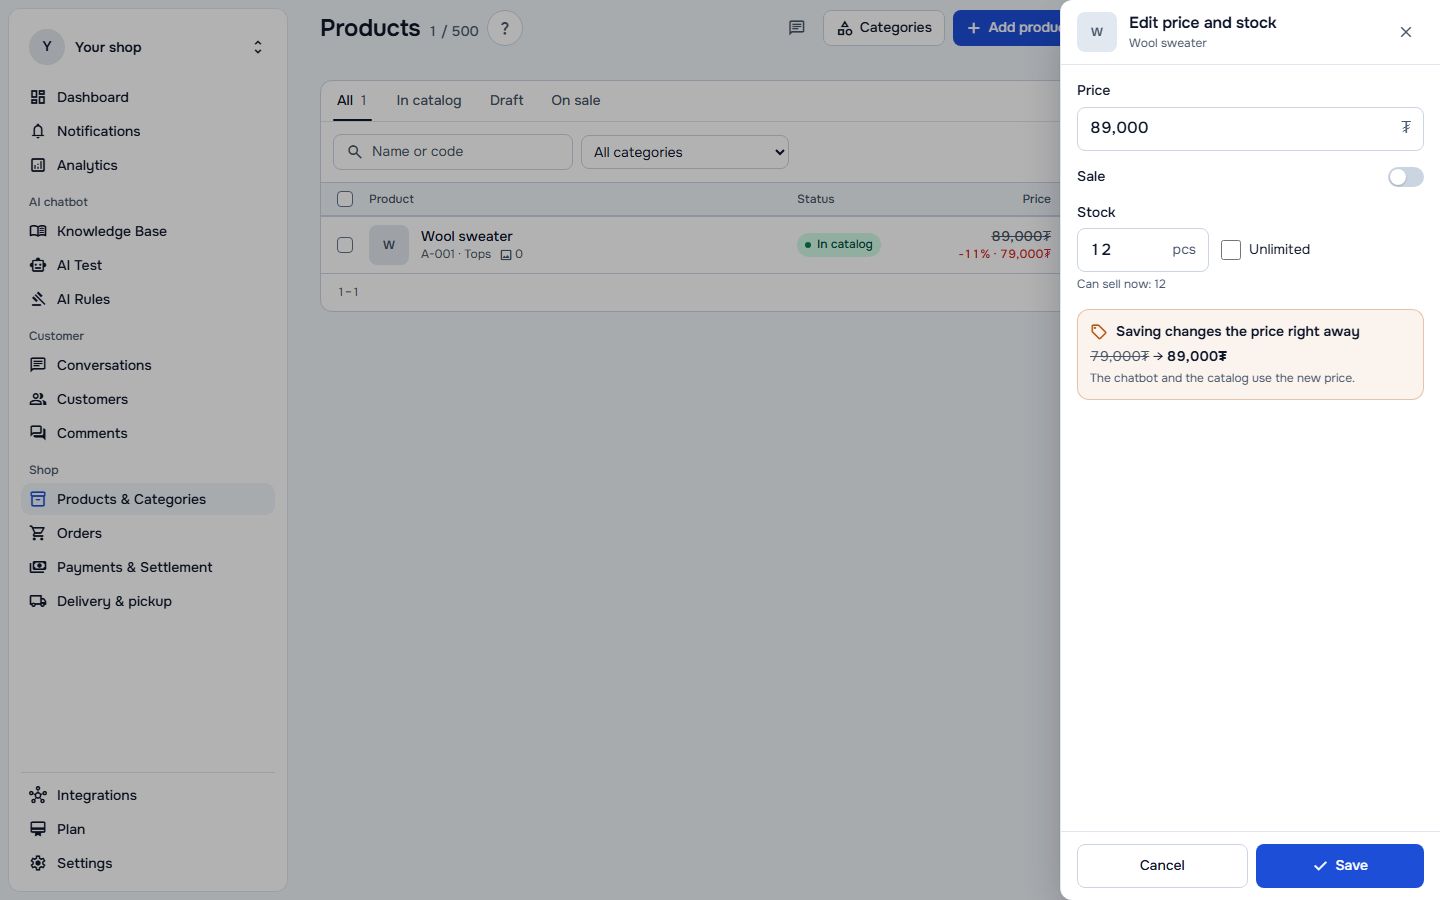 Y Your shop
Dashboard
Notifications
Analytics
AI chatbot
Knowledge Base
AI Test
AI Rules
Customer
Conversations
Customers
Comments
Shop
Products & Categories
Orders
Payments & Settlement
Delivery & pickup
Integrations
Plan
Settings
Products 1 / 500 ?
Categories
+ Add produ
All 1 In catalog Draft On sale
Name or code All categories
Product Status Price
W Wool sweater In catalog 89,000₮
A-001 · Tops 0 -11% · 79,000₮
1–1
W Edit price and stock
Wool sweater
Price
89,000 ₮
Sale
Stock
12 pcs Unlimited
Can sell now: 12
Saving changes the price right away
79,000₮ → 89,000₮
The chatbot and the catalog use the new price.
Cancel Save